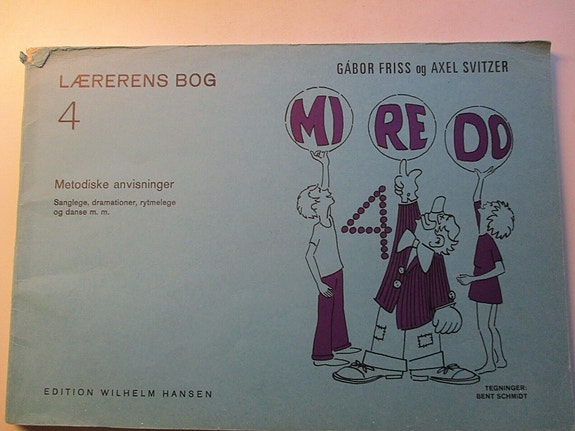 LÆRERENS BOG
4
Metodiske anvisninger
Sanglege, dramationer, rytmelege
og danse m. m.
EDITION WILHELM HANSEN
GÁBOR FRISS og AXEL SVITZER
MI RE DO
4
TEGNINGER:
BENT SCHMIDT